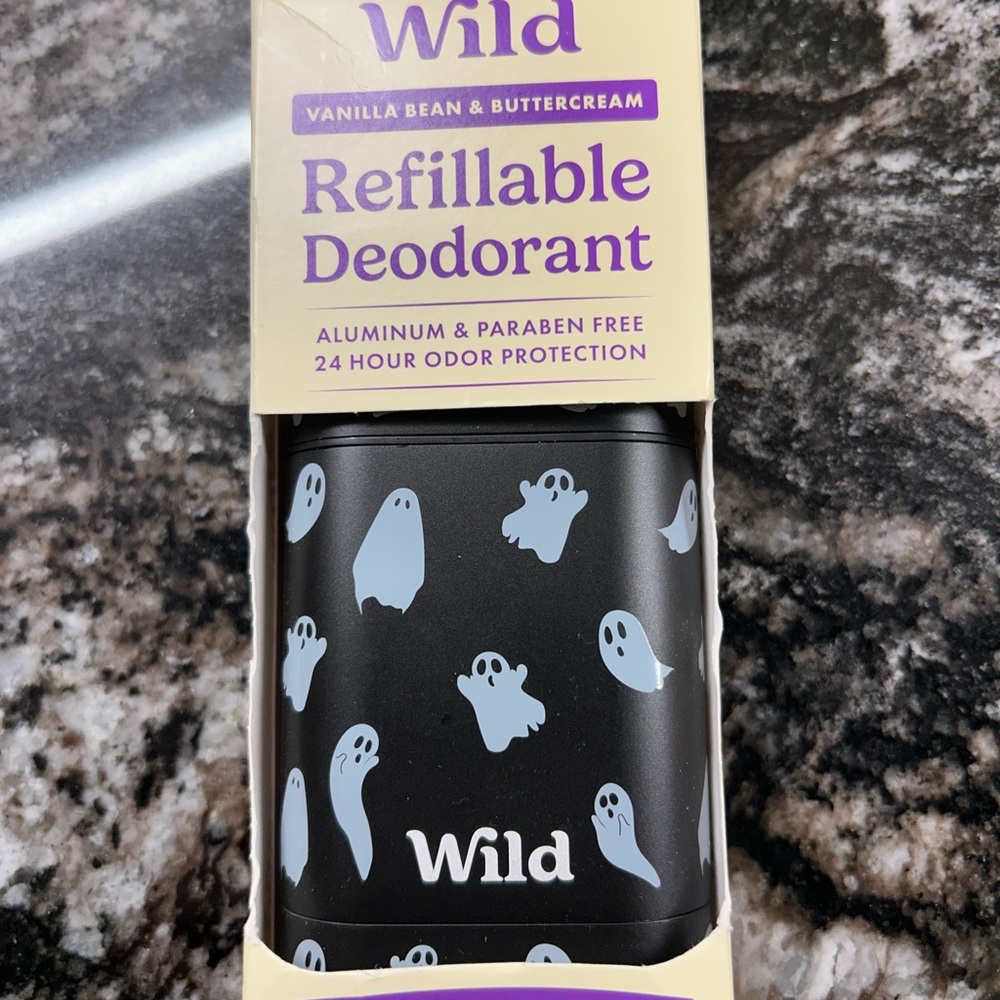 Wild
VANILLA BEAN & BUTTERCREAM
Refillable
Deodorant
ALUMINUM & PARABEN FREE
24 HOUR ODOR PROTECTION
Wild